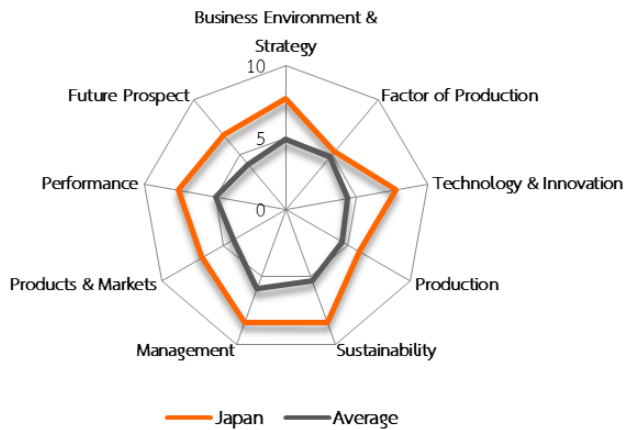 Business Environment &
Strategy
10
Future Prospect
Factor of Production
5
Performance
Technology & Innovation
0
Products & Markets
Production
Management
Sustainability
Japan
Average